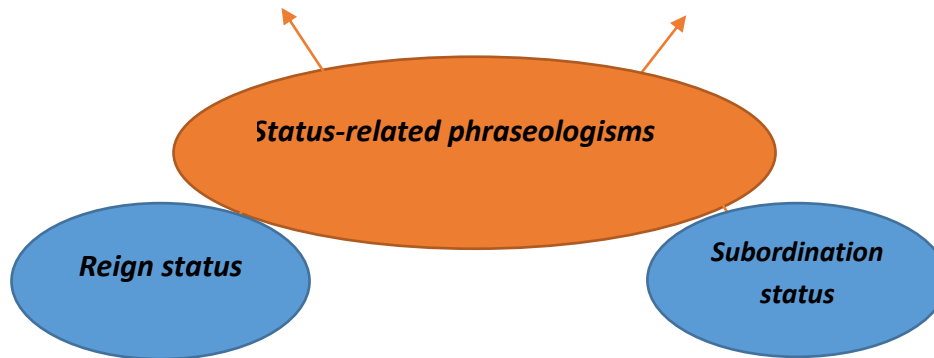 Status-related phraseologisms
Reign status
Subordination
status